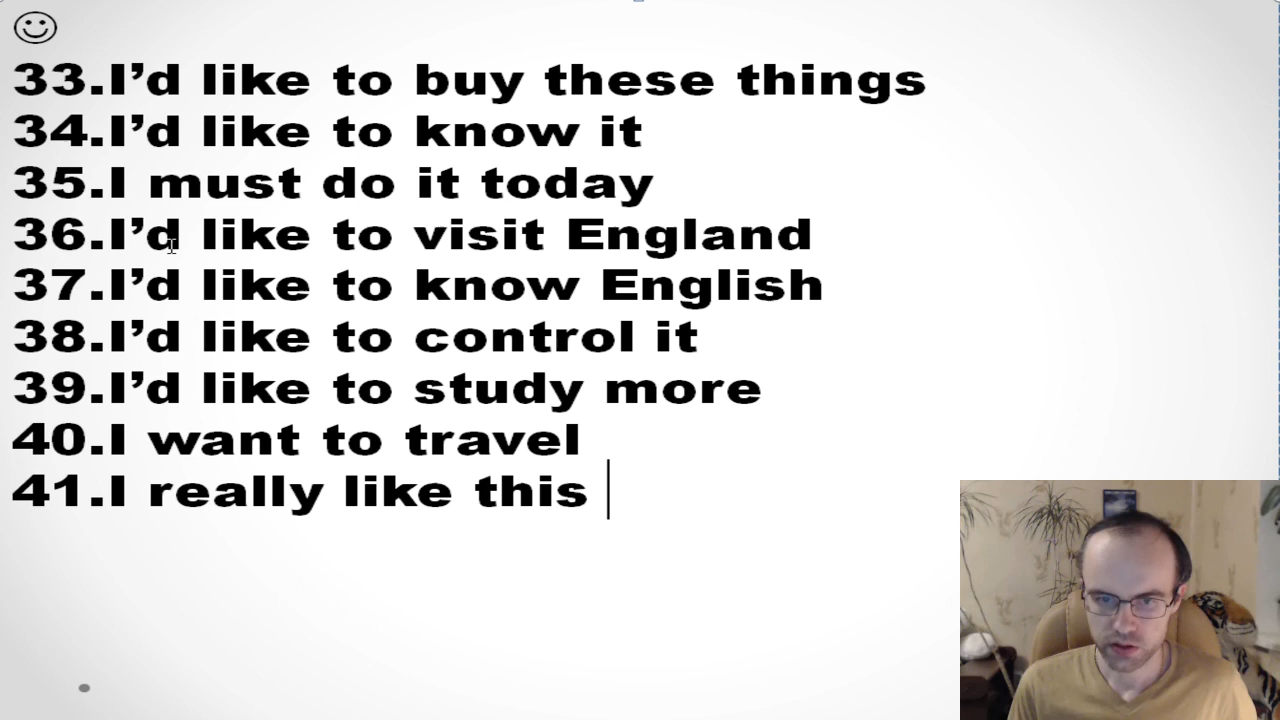 33.I’d like to buy these things
34.I’d like to know it
35.I must do it today
36.I’d like to visit England
37.I’d like to know English
38.I’d like to control it
39.I’d like to study more
40.I want to travel
41.I really like this